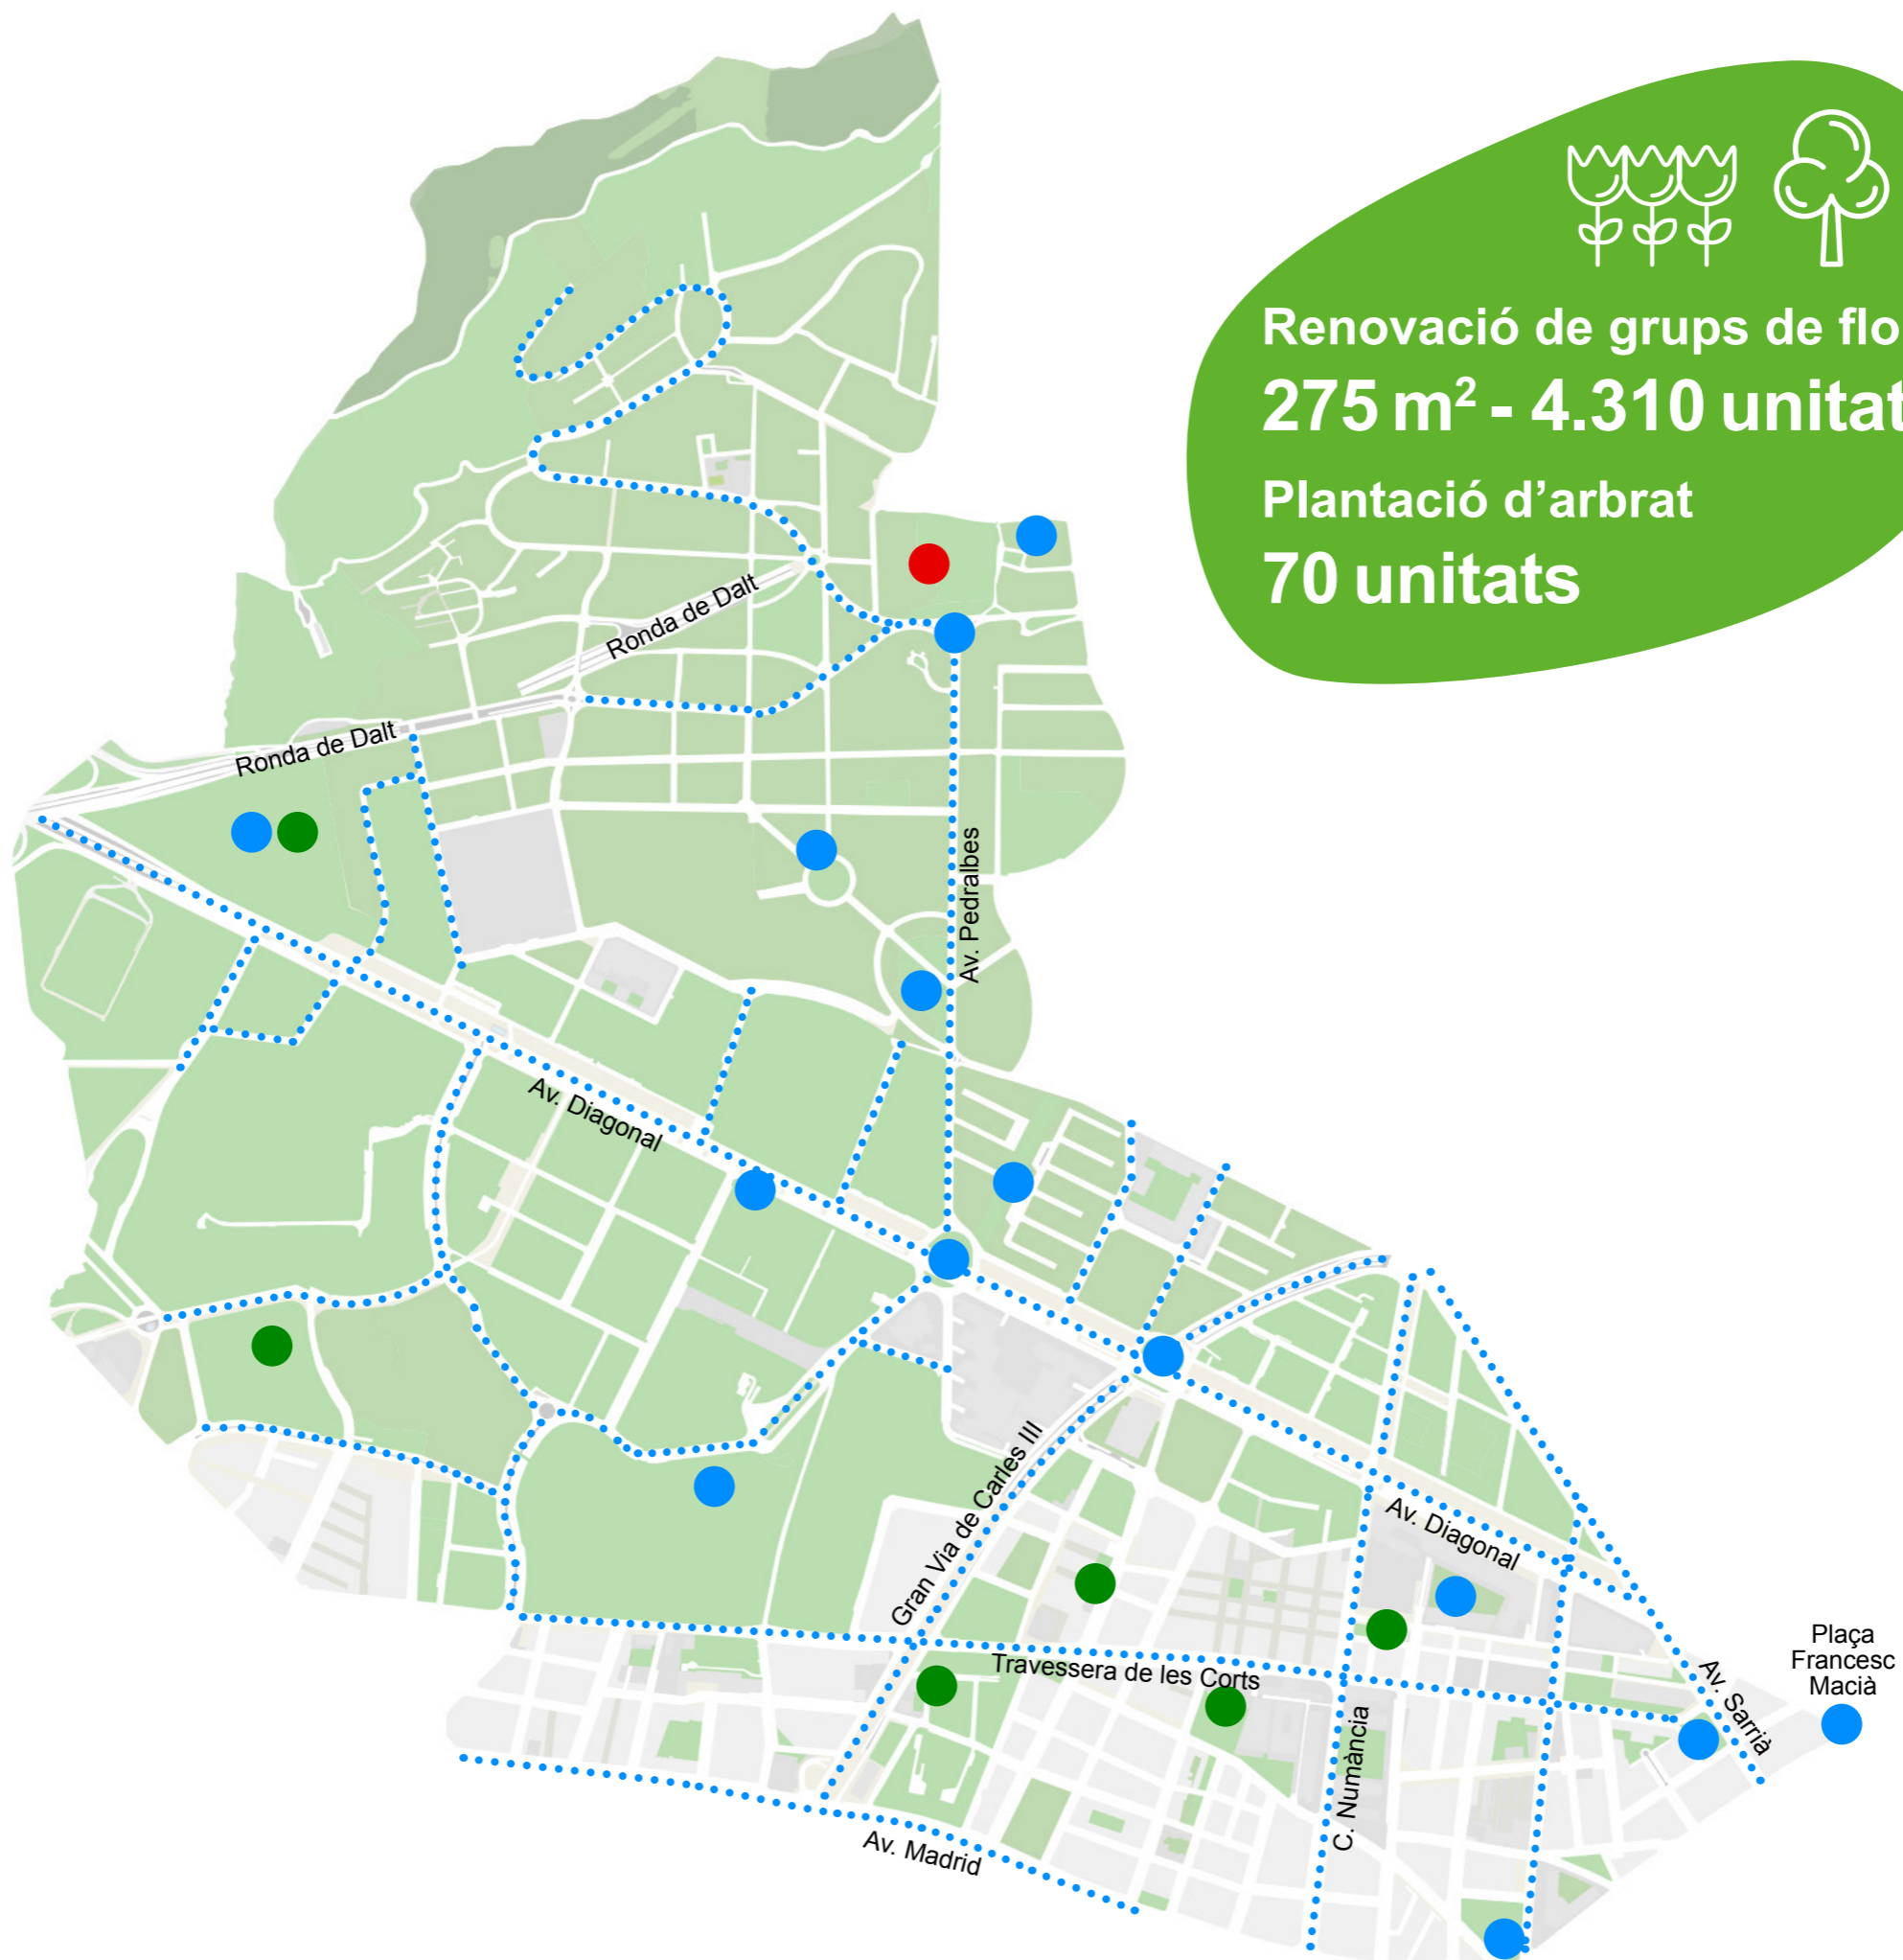 Renovació de grups de flo
275 m² - 4.310 unitat
Plantació d’arbrat
70 unitats
Ronda de Dalt
Ronda de Dalt
Av. Pedralbes
Av. Diagonal
Gran Via de Carles III
Av. Diagonal
Plaça
Francesc
Macià
Travessera de les Corts
Av. Sarrià
C. Numància
Av. Madrid